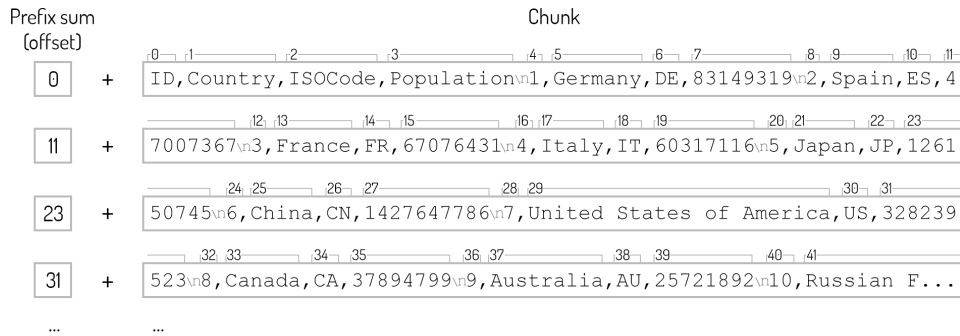 Prefix sum Chunk
(offset)
0 1 2 3 4 5 6 7 8 9 10 11
0 + ID,Country,ISOCode,Population\n1,Germany,DE,83149319\n2,Spain,ES,4
12 13 14 15 16 17 18 19 20 21 22 23
11 + 7007367\n3,France,FR,67076431\n4,Italy,IT,60317116\n5,Japan,JP,1261
24 25 26 27 28 29 30 31
23 + 50745\n6,China,CN,1427647786\n7,United States of America,US,328239
32 33 34 35 36 37 38 39 40 41
31 + 523\n8,Canada,CA,37894799\n9,Australia,AU,25721892\n10,Russian F...
... ...